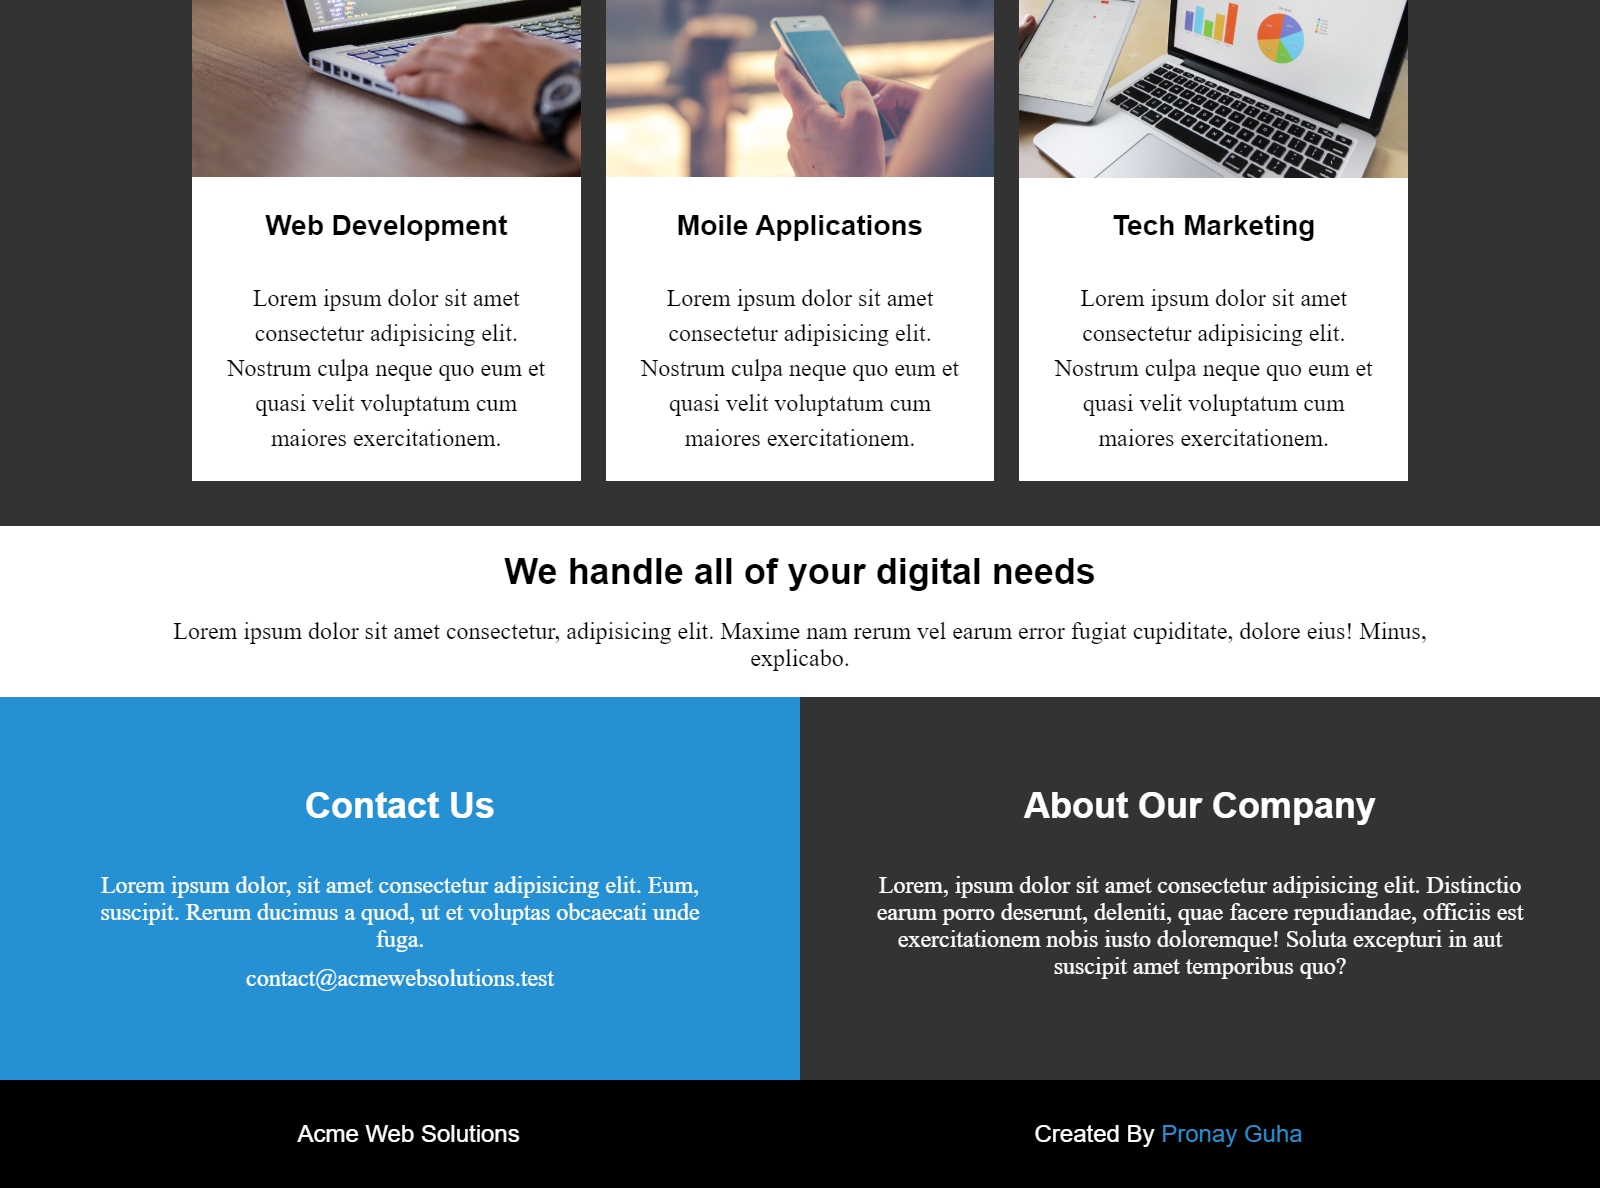 Web Development
Lorem ipsum dolor sit amet
consectetur adipisicing elit.
Nostrum culpa neque quo eum et
quasi velit voluptatum cum
maiores exercitationem.
Moile Applications
Lorem ipsum dolor sit amet
consectetur adipisicing elit.
Nostrum culpa neque quo eum et
quasi velit voluptatum cum
maiores exercitationem.
Tech Marketing
Lorem ipsum dolor sit amet
consectetur adipisicing elit.
Nostrum culpa neque quo eum et
quasi velit voluptatum cum
maiores exercitationem.
We handle all of your digital needs
Lorem ipsum dolor sit amet consectetur, adipisicing elit. Maxime nam rerum vel earum error fugiat cupiditate, dolore eius! Minus,
explicabo.
Contact Us
Lorem ipsum dolor, sit amet consectetur adipisicing elit. Eum,
suscipit. Rerum ducimus a quod, ut et voluptas obcaecati unde
fuga.
contact@acmewebsolutions.test
About Our Company
Lorem, ipsum dolor sit amet consectetur adipisicing elit. Distinctio
earum porro deserunt, deleniti, quae facere repudiandae, officiis est
exercitationem nobis iusto doloremque! Soluta excepturi in aut
suscipit amet temporibus quo?
Acme Web Solutions
Created By Pronay Guha